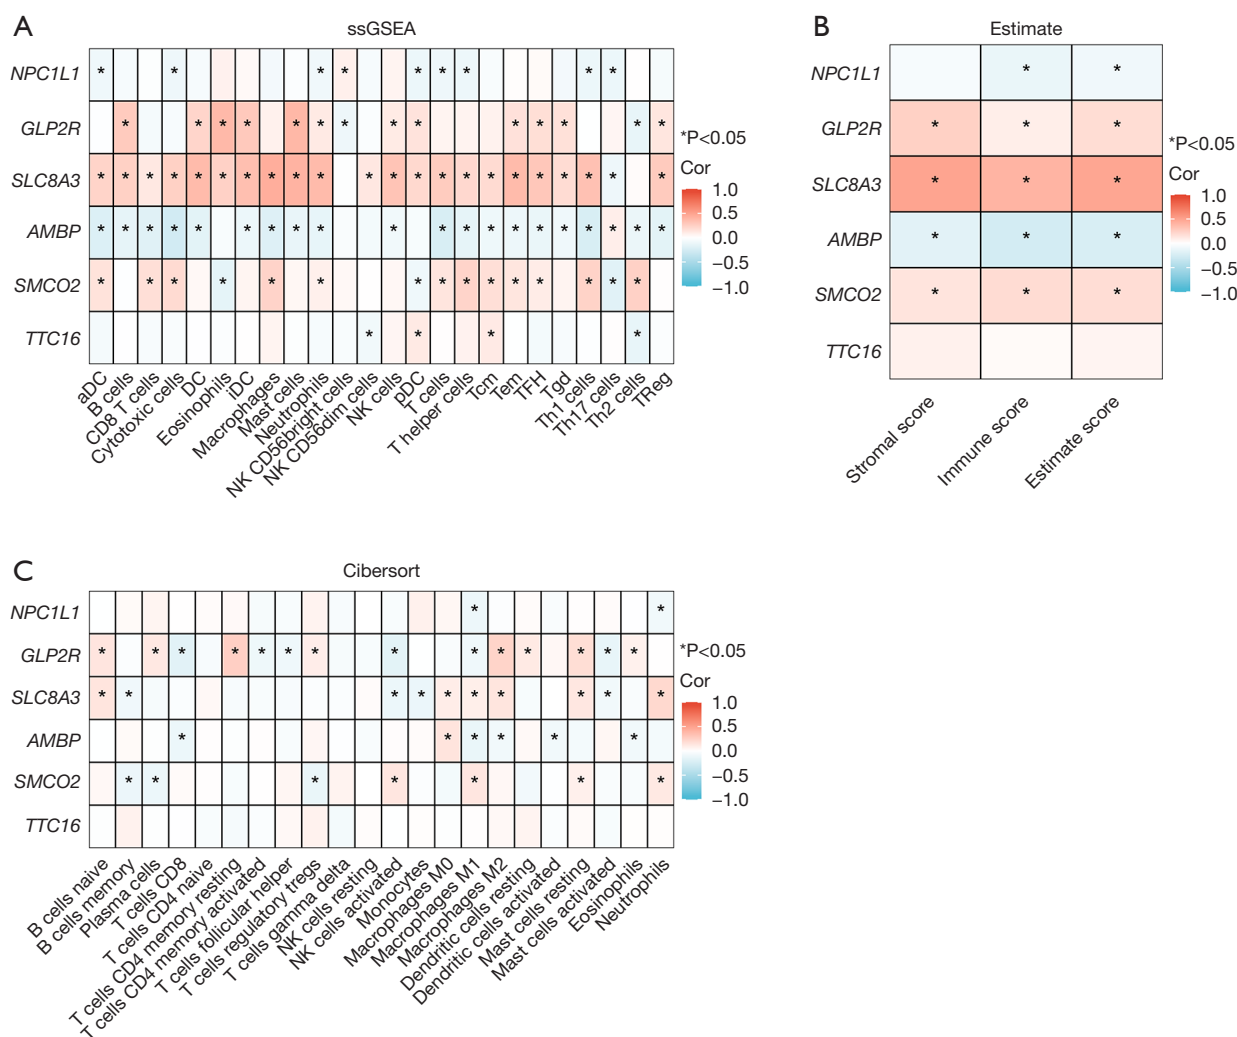 A
ssGSEA
NPC1L1
* * * * * * * * *
GLP2R
* * * * * * * * * * * * * *
SLC8A3
* * * * * * * * * * * * * * * * * * * * * *
AMBP
* * * * * * * * * * * * * * * * * * * *
SMCO2
* * * * * * * * * * * * * * *
TTC16
* * * *
aDC
B cells
CD8 T cells
Cytotoxic cells
DC
Eosinophils
iDC
Macrophages
Mast cells
Neutrophils
NK CD56bright cells
NK CD56dim cells
NK cells
pDC
T cells
T helper cells
Tcm
Tem
TFH
Tgd
Th1 cells
Th17 cells
Th2 cells
TReg
*P<0.05
Cor
1.0
0.5
0.0
−0.5
−1.0
B
Estimate
NPC1L1
* *
GLP2R
* * *
SLC8A3
* * *
AMBP
* * *
SMCO2
* * *
TTC16
Stromal score
Immune score
Estimate score
*P<0.05
Cor
1.0
0.5
0.0
−0.5
−1.0
C
Cibersort
NPC1L1
* *
GLP2R
* * * * * * * * * * * * * *
SLC8A3
* * * * * * * * * *
AMBP
* * * * * *
SMCO2
* * * * * * *
TTC16
B cells naive
B cells memory
Plasma cells
T cells CD8
T cells CD4 naive
T cells CD4 memory resting
T cells CD4 memory activated
T cells follicular helper
T cells regulatory tregs
T cells gamma delta
NK cells resting
NK cells activated
Monocytes
Macrophages M0
Macrophages M1
Macrophages M2
Dendritic cells resting
Dendritic cells activated
Mast cells resting
Mast cells activated
Eosinophils
Neutrophils
*P<0.05
Cor
1.0
0.5
0.0
−0.5
−1.0